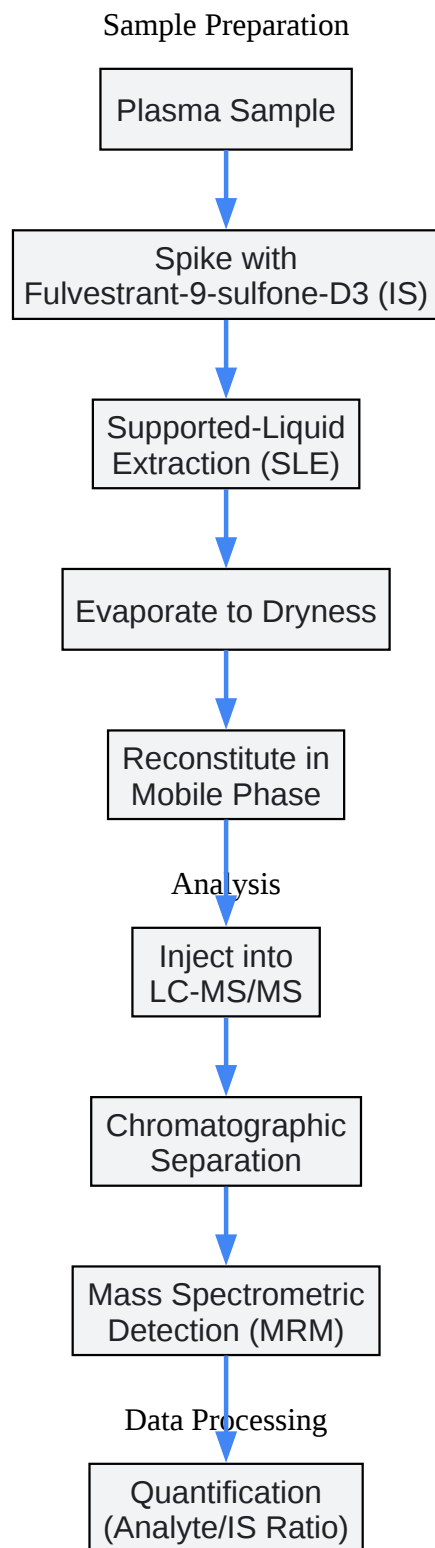 Sample Preparation
Plasma Sample
Spike with
Fulvestrant-9-sulfone-D3 (IS)
Supported-Liquid
Extraction (SLE)
Evaporate to Dryness
Reconstitute in
Mobile Phase
Analysis
Inject into
LC-MS/MS
Chromatographic
Separation
Mass Spectrometric
Detection (MRM)
Data Processing
Quantification
(Analyte/IS Ratio)